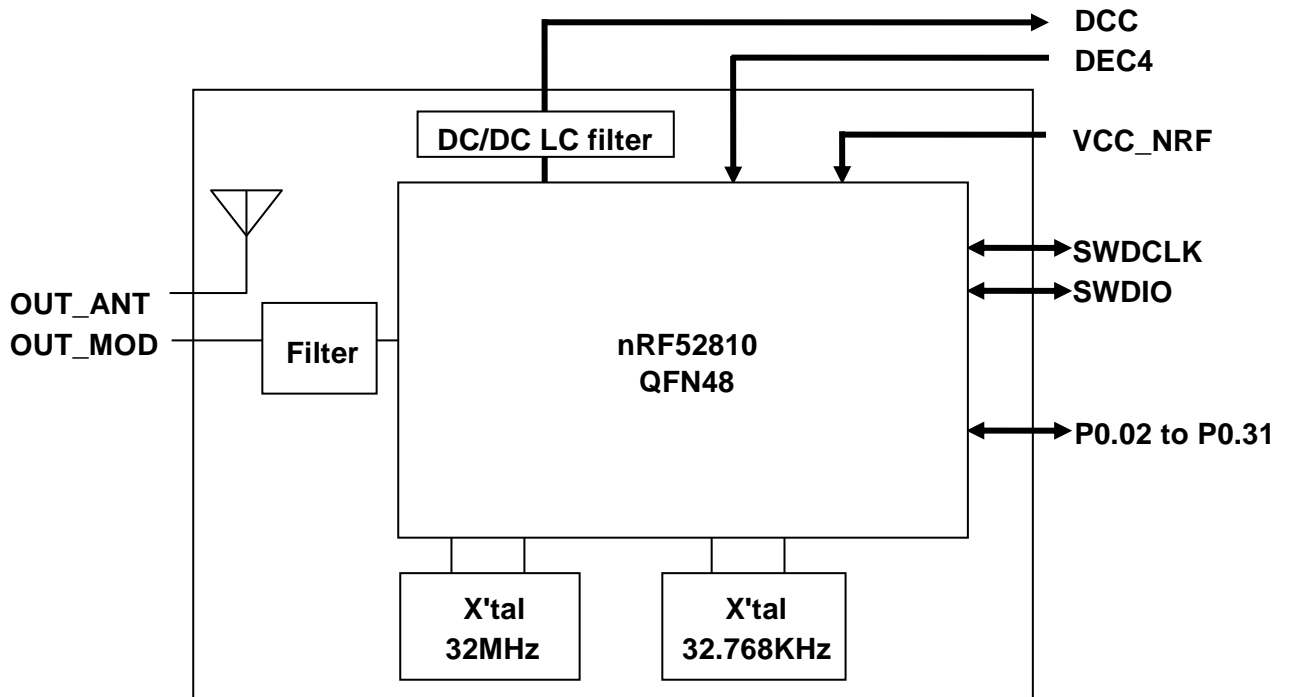 DCC
DEC4
DC/DC LC filter
VCC_NRF
SWDCLK
SWDIO
OUT_ANT
OUT_MOD
Filter
nRF52810
QFN48
P0.02 to P0.31
X'tal
32MHz
X'tal
32.768KHz